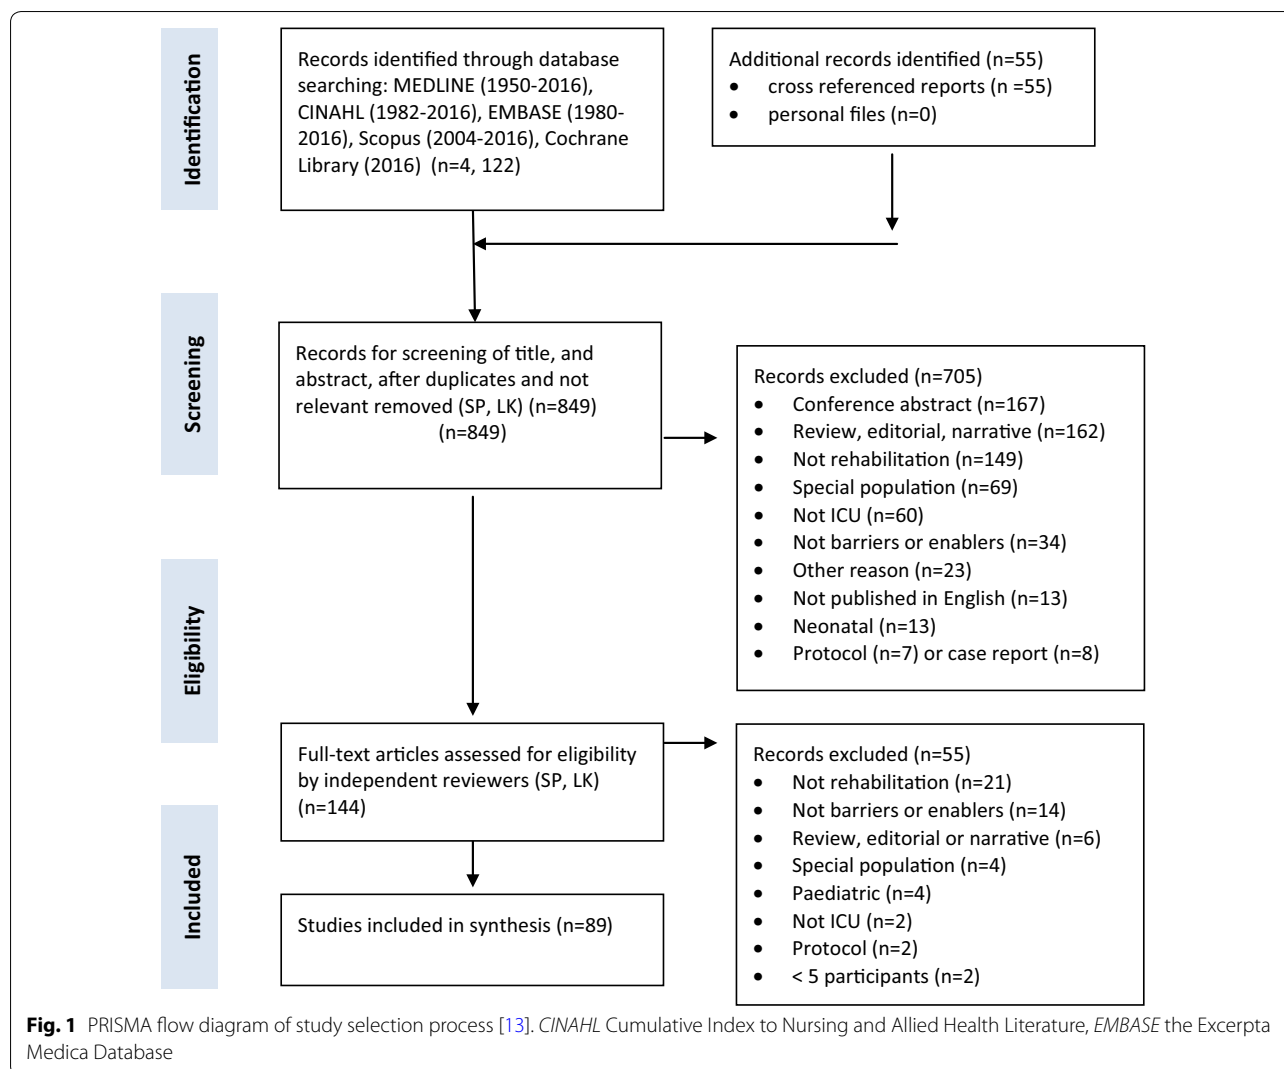 Identification
Records identified through database
searching: MEDLINE (1950-2016),
CINAHL (1982-2016), EMBASE (1980-
2016), Scopus (2004-2016), Cochrane
Library (2016)  (n=4, 122)
Additional records identified (n=55)
• cross referenced reports (n =55)
• personal files (n=0)
Screening
Records for screening of title, and
abstract, after duplicates and not
relevant removed (SP, LK) (n=849)
(n=849)
Records excluded (n=705)
• Conference abstract (n=167)
• Review, editorial, narrative (n=162)
• Not rehabilitation (n=149)
• Special population (n=69)
• Not ICU (n=60)
• Not barriers or enablers (n=34)
• Other reason (n=23)
• Not published in English (n=13)
• Neonatal (n=13)
• Protocol (n=7) or case report (n=8)
Eligibility
Full-text articles assessed for eligibility
by independent reviewers (SP, LK)
(n=144)
Records excluded (n=55)
• Not rehabilitation (n=21)
• Not barriers or enablers (n=14)
• Review, editorial or narrative (n=6)
• Special population (n=4)
• Paediatric (n=4)
• Not ICU (n=2)
• Protocol (n=2)
• < 5 participants (n=2)
Included
Studies included in synthesis (n=89)
Fig. 1 PRISMA flow diagram of study selection process [13]. CINAHL Cumulative Index to Nursing and Allied Health Literature, EMBASE the Excerpta
Medica Database